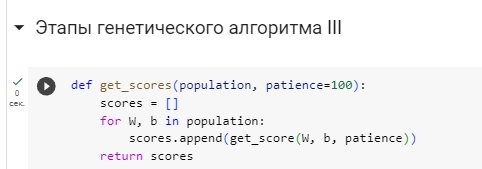 Этапы генетического алгоритма III
0
сек.
def get_scores(population, patience=100):
    scores = []
    for W, b in population:
        scores.append(get_score(W, b, patience))
    return scores